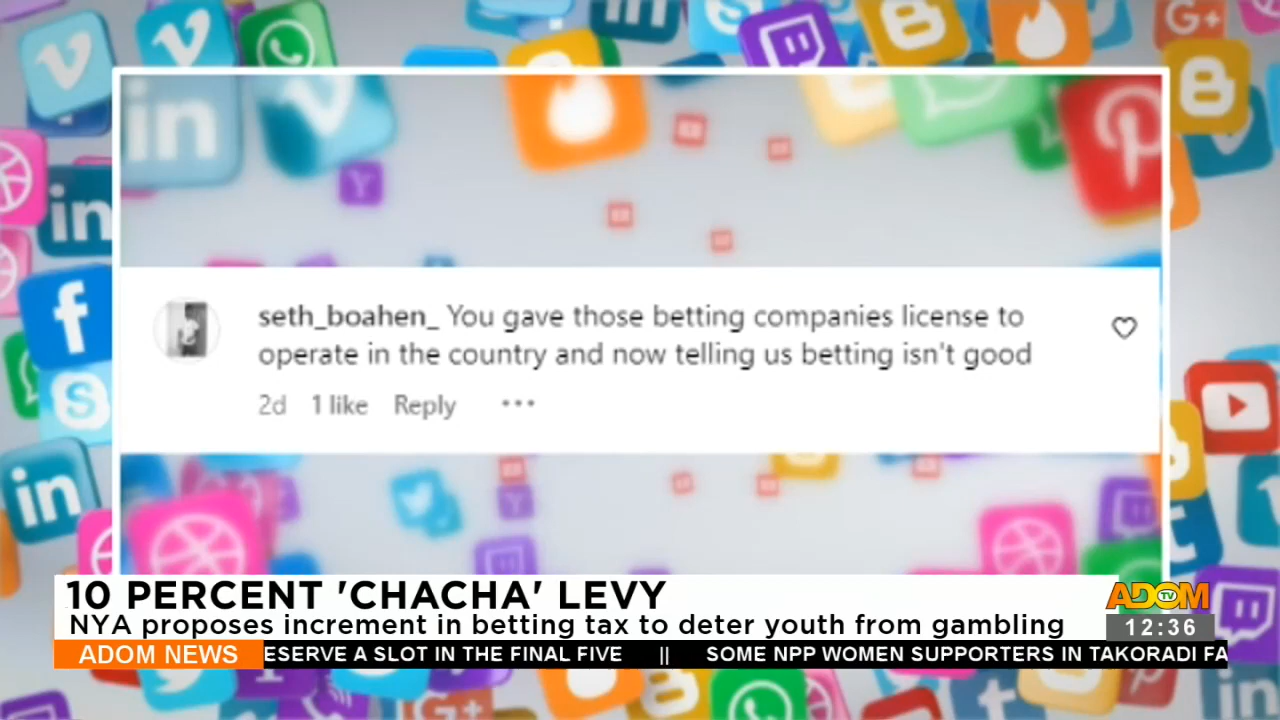 seth_boahen_ You gave those betting companies license to
operate in the country and now telling us betting isn't good
2d 1 like Reply ...
10 PERCENT 'CHACHA' LEVY
NYA proposes increment in betting tax to deter youth from gambling
ADOM TV
12:36
ADOM NEWS
ESERVE A SLOT IN THE FINAL FIVE || SOME NPP WOMEN SUPPORTERS IN TAKORADI FA